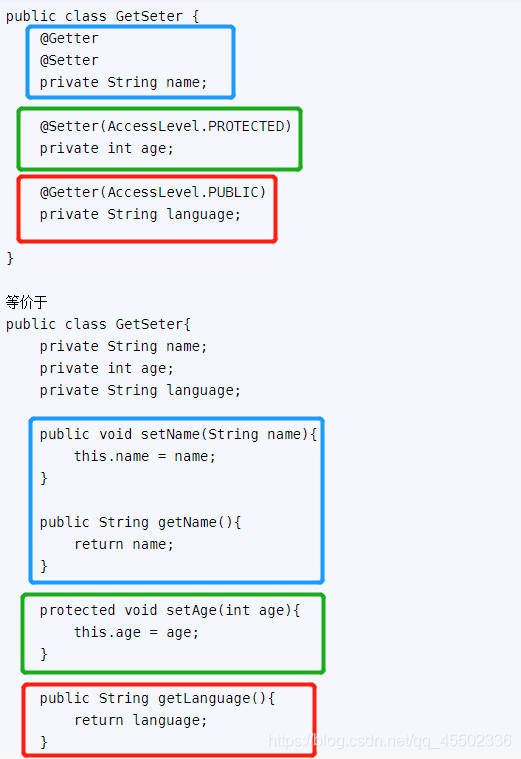 public class GetSeter {
    @Getter
    @Setter
    private String name;
    @Setter(AccessLevel.PROTECTED)
    private int age;
    @Getter(AccessLevel.PUBLIC)
    private String language;
}
等价于
public class GetSeter{
    private String name;
    private int age;
    private String language;
    public void setName(String name){
        this.name = name;
    }
    public String getName(){
        return name;
    }
    protected void setAge(int age){
        this.age = age;
    }
    public String getLanguage(){
        return language;
    }
https://blog.csdn.net/qq_45502336